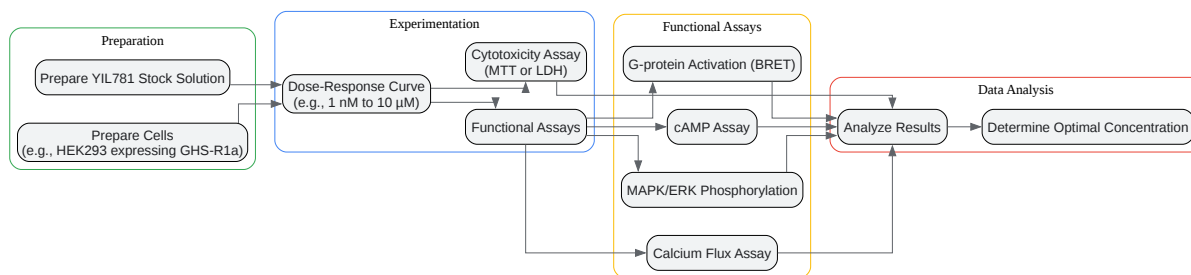 Preparation
Prepare YIL781 Stock Solution
Prepare Cells
(e.g., HEK293 expressing GHS-R1a)
Experimentation
Dose-Response Curve
(e.g., 1 nM to 10 µM)
Cytotoxicity Assay
(MTT or LDH)
Functional Assays
Functional Assays
G-protein Activation (BRET)
cAMP Assay
MAPK/ERK Phosphorylation
Calcium Flux Assay
Data Analysis
Analyze Results
Determine Optimal Concentration